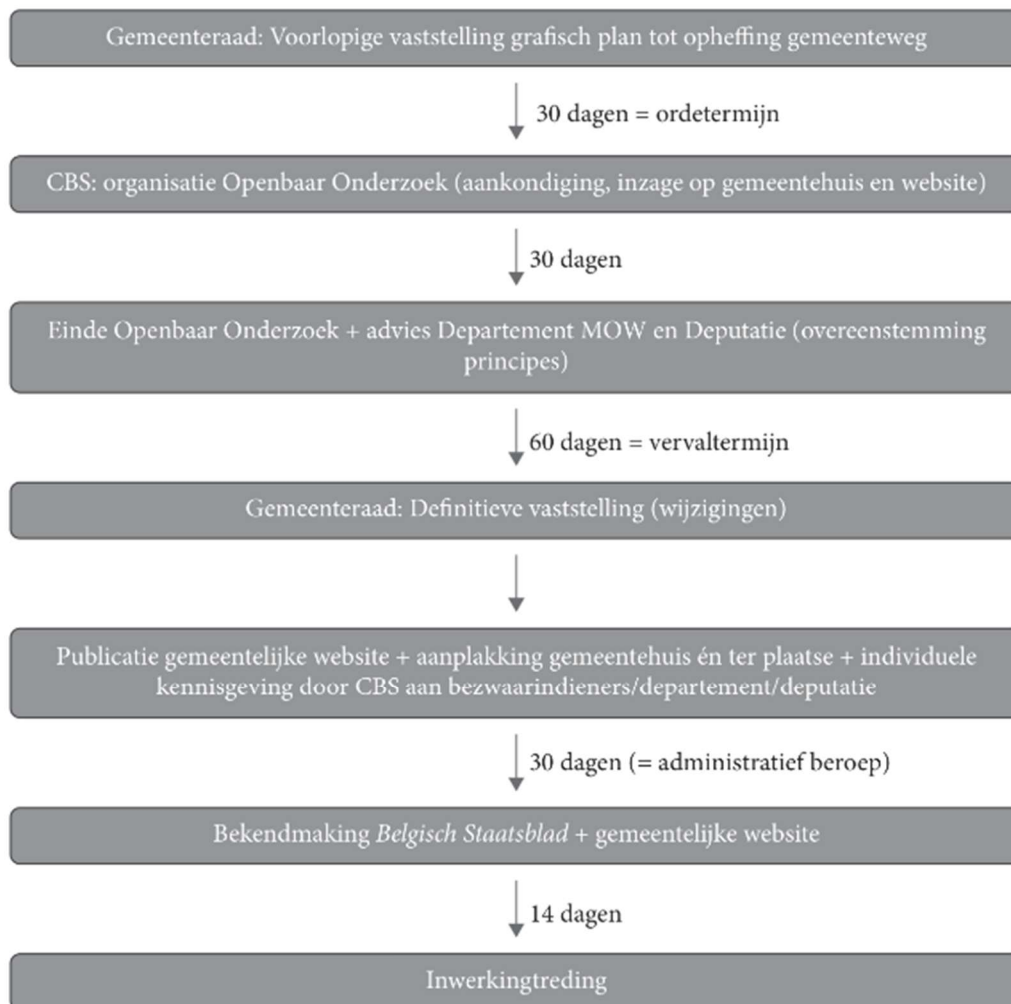 Gemeenteraad: Voorlopige vaststelling grafisch plan tot opheffing gemeenteweg
30 dagen = ordetermijn
CBS: organisatie Openbaar Onderzoek (aankondiging, inzage op gemeentehuis en website)
30 dagen
Einde Openbaar Onderzoek + advies Departement MOW en Deputatie (overeenstemming
principes)
60 dagen = vervaltermijn
Gemeenteraad: Definitieve vaststelling (wijzigingen)
Publicatie gemeentelijke website + aanplakking gemeentehuis én ter plaatse + individuele
kennisgeving door CBS aan bezwaarindieners/departement/deputatie
30 dagen (= administratief beroep)
Bekendmaking Belgisch Staatsblad + gemeentelijke website
14 dagen
Inwerkingtreding